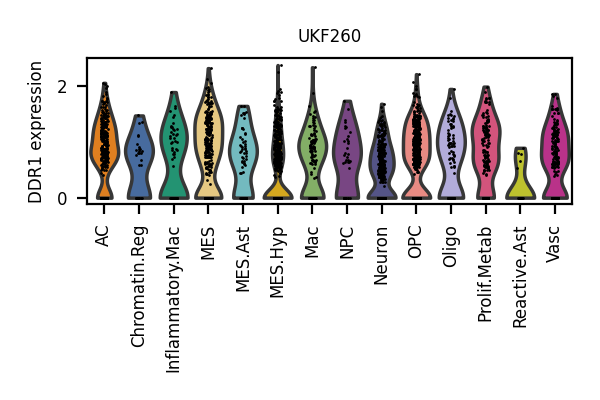 UKF260
DDR1 expression
2
0
AC
Chromatin.Reg
Inflammatory.Mac
MES
MES.Ast
MES.Hyp
Mac
NPC
Neuron
OPC
Oligo
Prolif.Metab
Reactive.Ast
Vasc